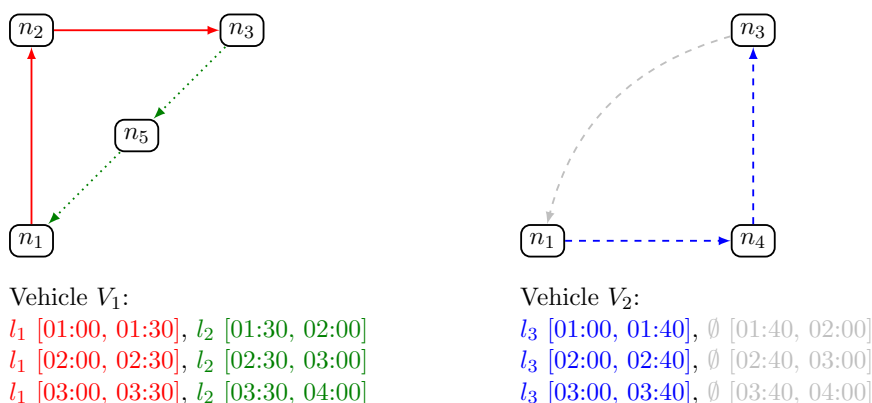 n₂ n₃ n₃
n₅
n₁ n₁ n₄
Vehicle V₁:
l₁ [01:00, 01:30], l₂ [01:30, 02:00]
l₁ [02:00, 02:30], l₂ [02:30, 03:00]
l₁ [03:00, 03:30], l₂ [03:30, 04:00]
Vehicle V₂:
l₃ [01:00, 01:40], ∅ [01:40, 02:00]
l₃ [02:00, 02:40], ∅ [02:40, 03:00]
l₃ [03:00, 03:40], ∅ [03:40, 04:00]